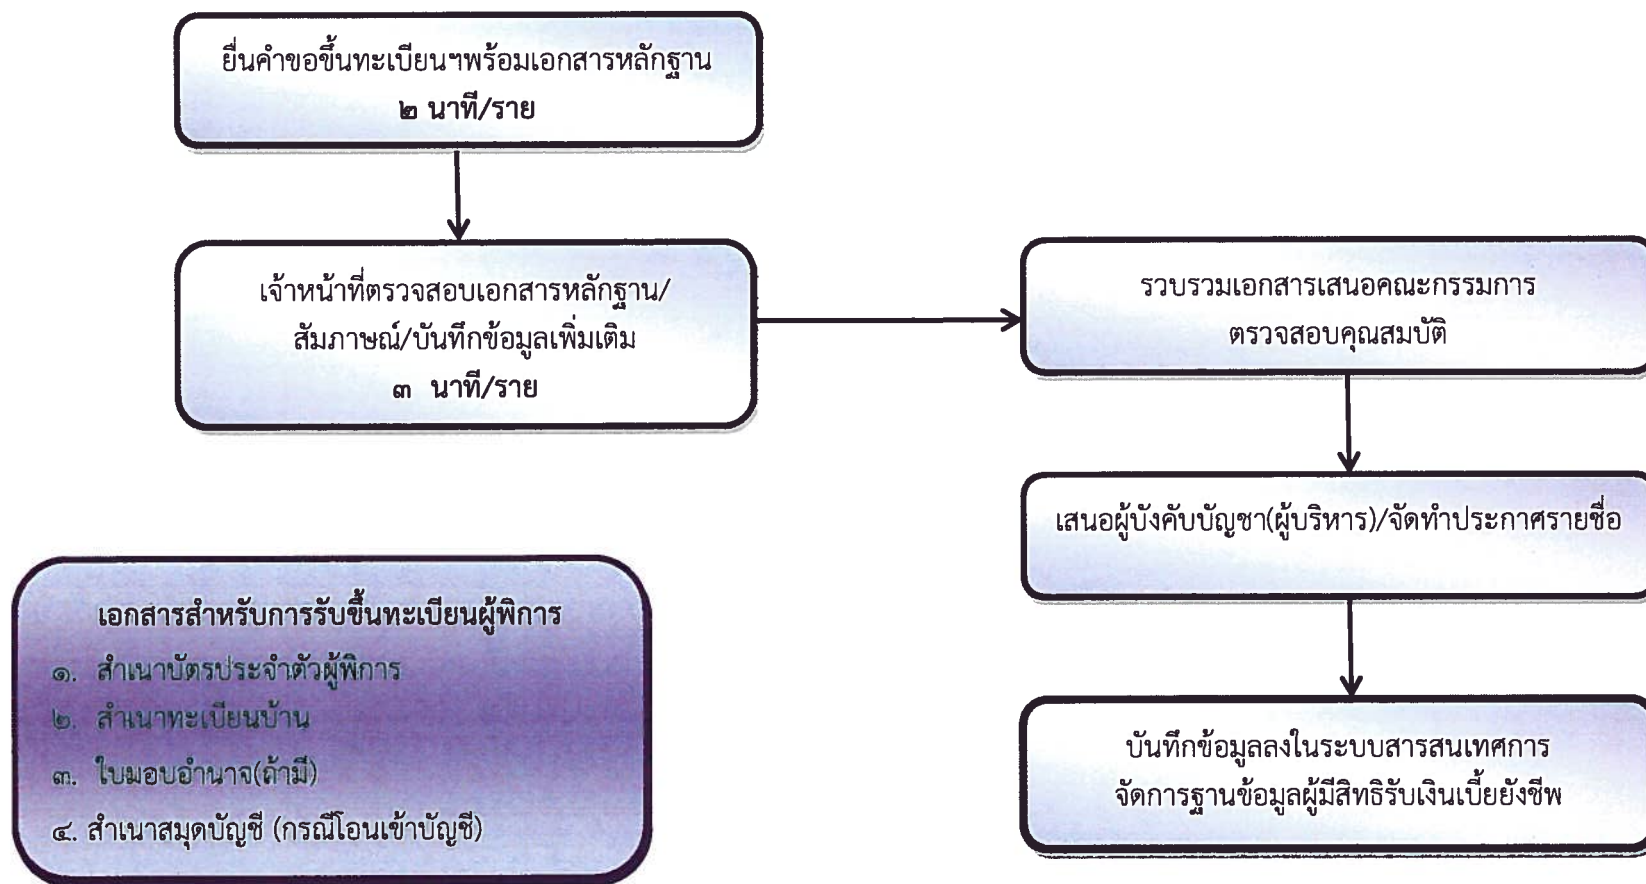 ยื่นคำขอขึ้นทะเบียนฯพร้อมเอกสารหลักฐาน
๒ นาที/ราย
เจ้าหน้าที่ตรวจสอบเอกสารหลักฐาน/
สัมภาษณ์/บันทึกข้อมูลเพิ่มเติม
๓ นาที/ราย
รวบรวมเอกสารเสนอคณะกรรมการ
ตรวจสอบคุณสมบัติ
เสนอผู้บังคับบัญชา(ผู้บริหาร)/จัดทำประกาศรายชื่อ
บันทึกข้อมูลลงในระบบสารสนเทศการ
จัดการฐานข้อมูลผู้มีสิทธิรับเงินเบี้ยยังชีพ
เอกสารสำหรับการรับขึ้นทะเบียนผู้พิการ
๑. สำเนาบัตรประจำตัวผู้พิการ
๒. สำเนาทะเบียนบ้าน
๓. ใบมอบอำนาจ(ถ้ามี)
๔. สำเนาสมุดบัญชี (กรณีโอนเข้าบัญชี)